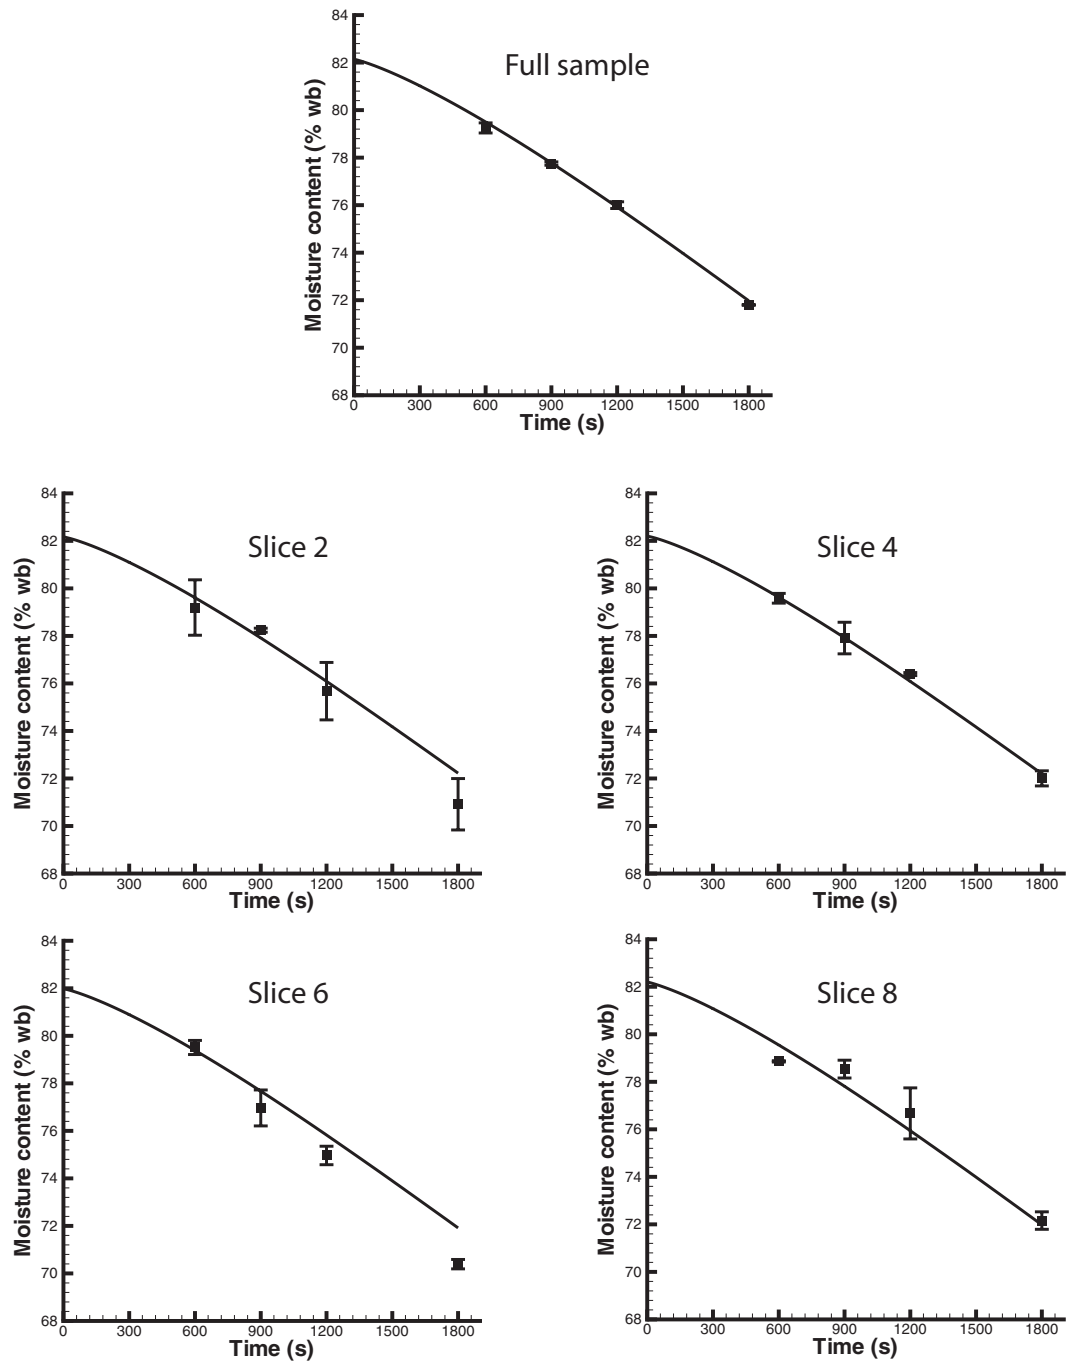 Full sample
Moisture content (% wb)
84
82
80
78
76
74
72
70
68
0 300 600 900 1200 1500 1800
Time (s)
Slice 2
Moisture content (% wb)
84
82
80
78
76
74
72
70
68
0 300 600 900 1200 1500 1800
Time (s)
Slice 4
Moisture content (% wb)
84
82
80
78
76
74
72
70
68
0 300 600 900 1200 1500 1800
Time (s)
Slice 6
Moisture content (% wb)
84
82
80
78
76
74
72
70
68
0 300 600 900 1200 1500 1800
Time (s)
Slice 8
Moisture content (% wb)
84
82
80
78
76
74
72
70
68
0 300 600 900 1200 1500 1800
Time (s)